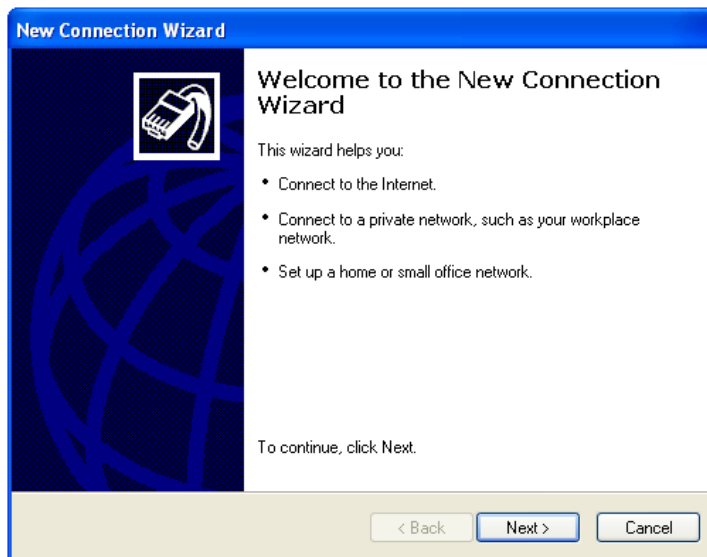 New Connection Wizard
Welcome to the New Connection
Wizard
This wizard helps you:
• Connect to the Internet.
• Connect to a private network, such as your workplace
network.
• Set up a home or small office network.
To continue, click Next.
< Back
Next >
Cancel